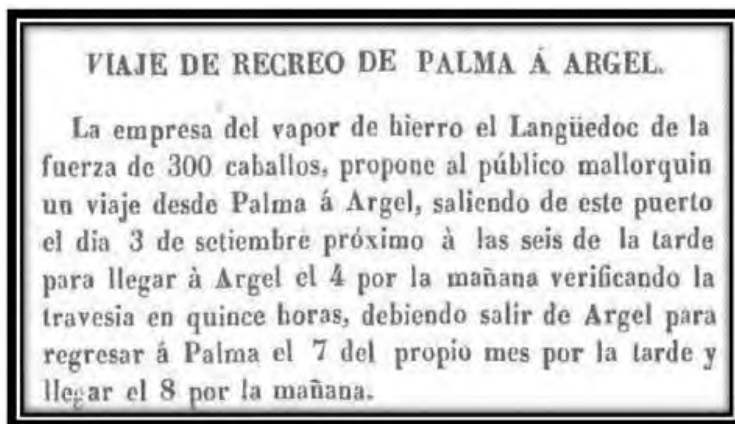 VIAJE DE RECREO DE PALMA Á ARGEL.
La empresa del vapor de hierro el Langüedoc de la
fuerza de 300 caballos, propone al público mallorquin
un viaje desde Palma á Argel, saliendo de este puerto
el dia 3 de setiembre próximo à las seis de la tarde
para llegar à Argel el 4 por la mañana verificando la
travesia en quince horas, debiendo salir de Argel para
regresar á Palma el 7 del propio mes por la tarde y
llegar el 8 por la mañana.